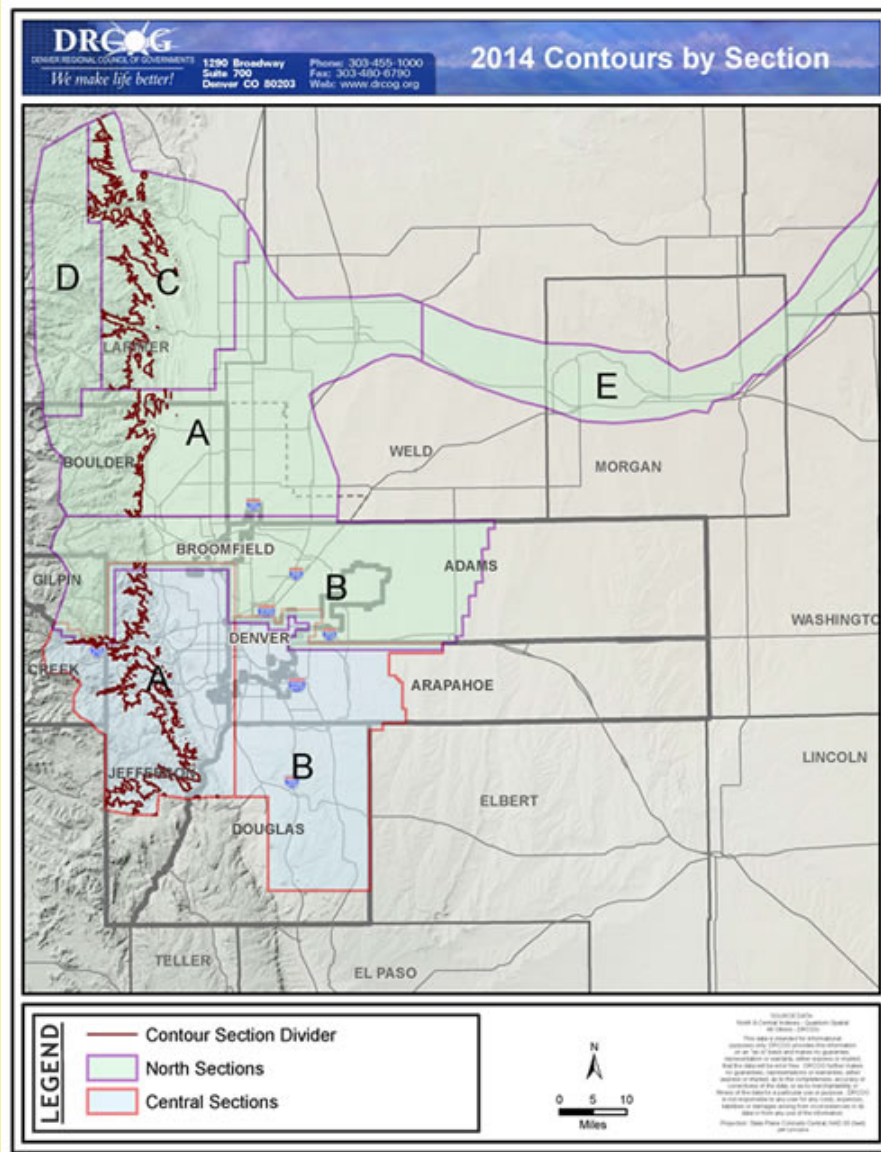 DRCOG
DENVER REGIONAL COUNCIL OF GOVERNMENTS
We make life better!
1290 Broadway
Suite 700
Denver CO 80203
Phone: 303-455-1000
Fax: 303-480-6790
Web: www.drcog.org
2014 Contours by Section
D
C
LARIMER
E
A
BOULDER
WELD
MORGAN
BROOMFIELD
GILPIN
B
ADAMS
DENVER
WASHINGTO
CREEK
A
ARAPAHOE
B
JEFFERSON
LINCOLN
ELBERT
DOUGLAS
TELLER
EL PASO
LEGEND
Contour Section Divider
North Sections
Central Sections
N
0 5 10
Miles